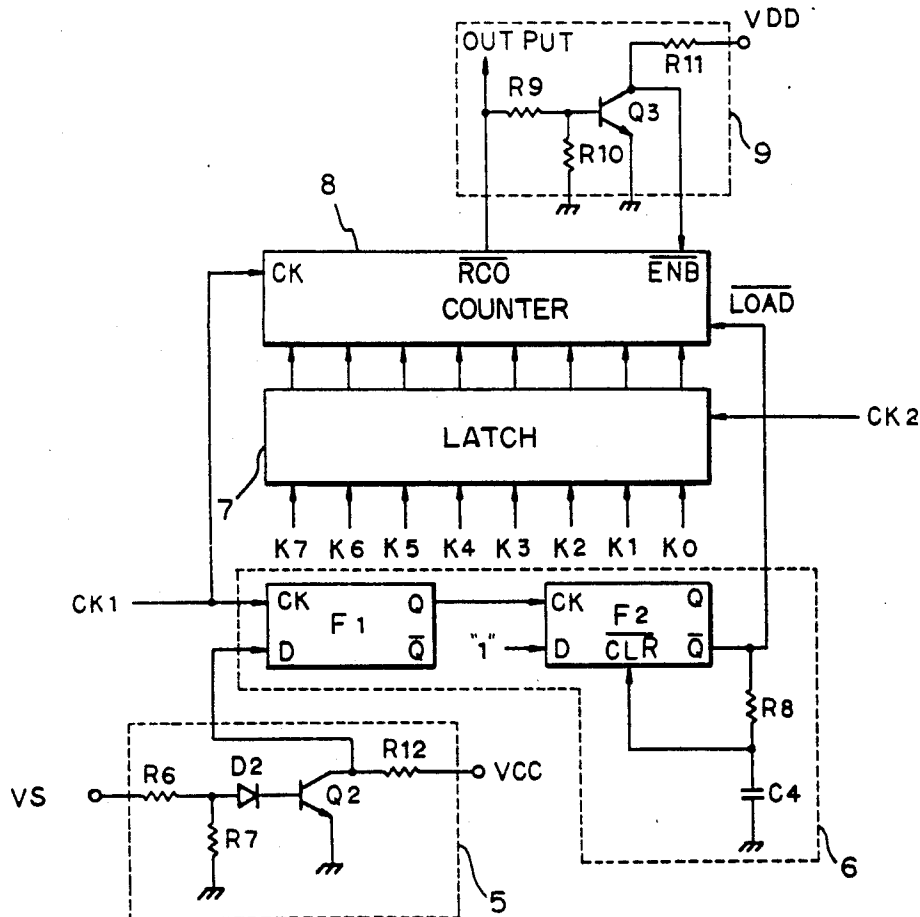 VDD
OUTPUT
R11
R9
Q3
R10
9
8
CK
RCO
ENB
COUNTER
LOAD
LATCH
CK2
7
K7 K6 K5 K4 K3 K2 K1 K0
CK1
CK Q
F1
D Q
CK Q
F2
"1"
D CLR Q
R8
R12
VCC
D2
R6
VS
Q2
R7
C4
5
6